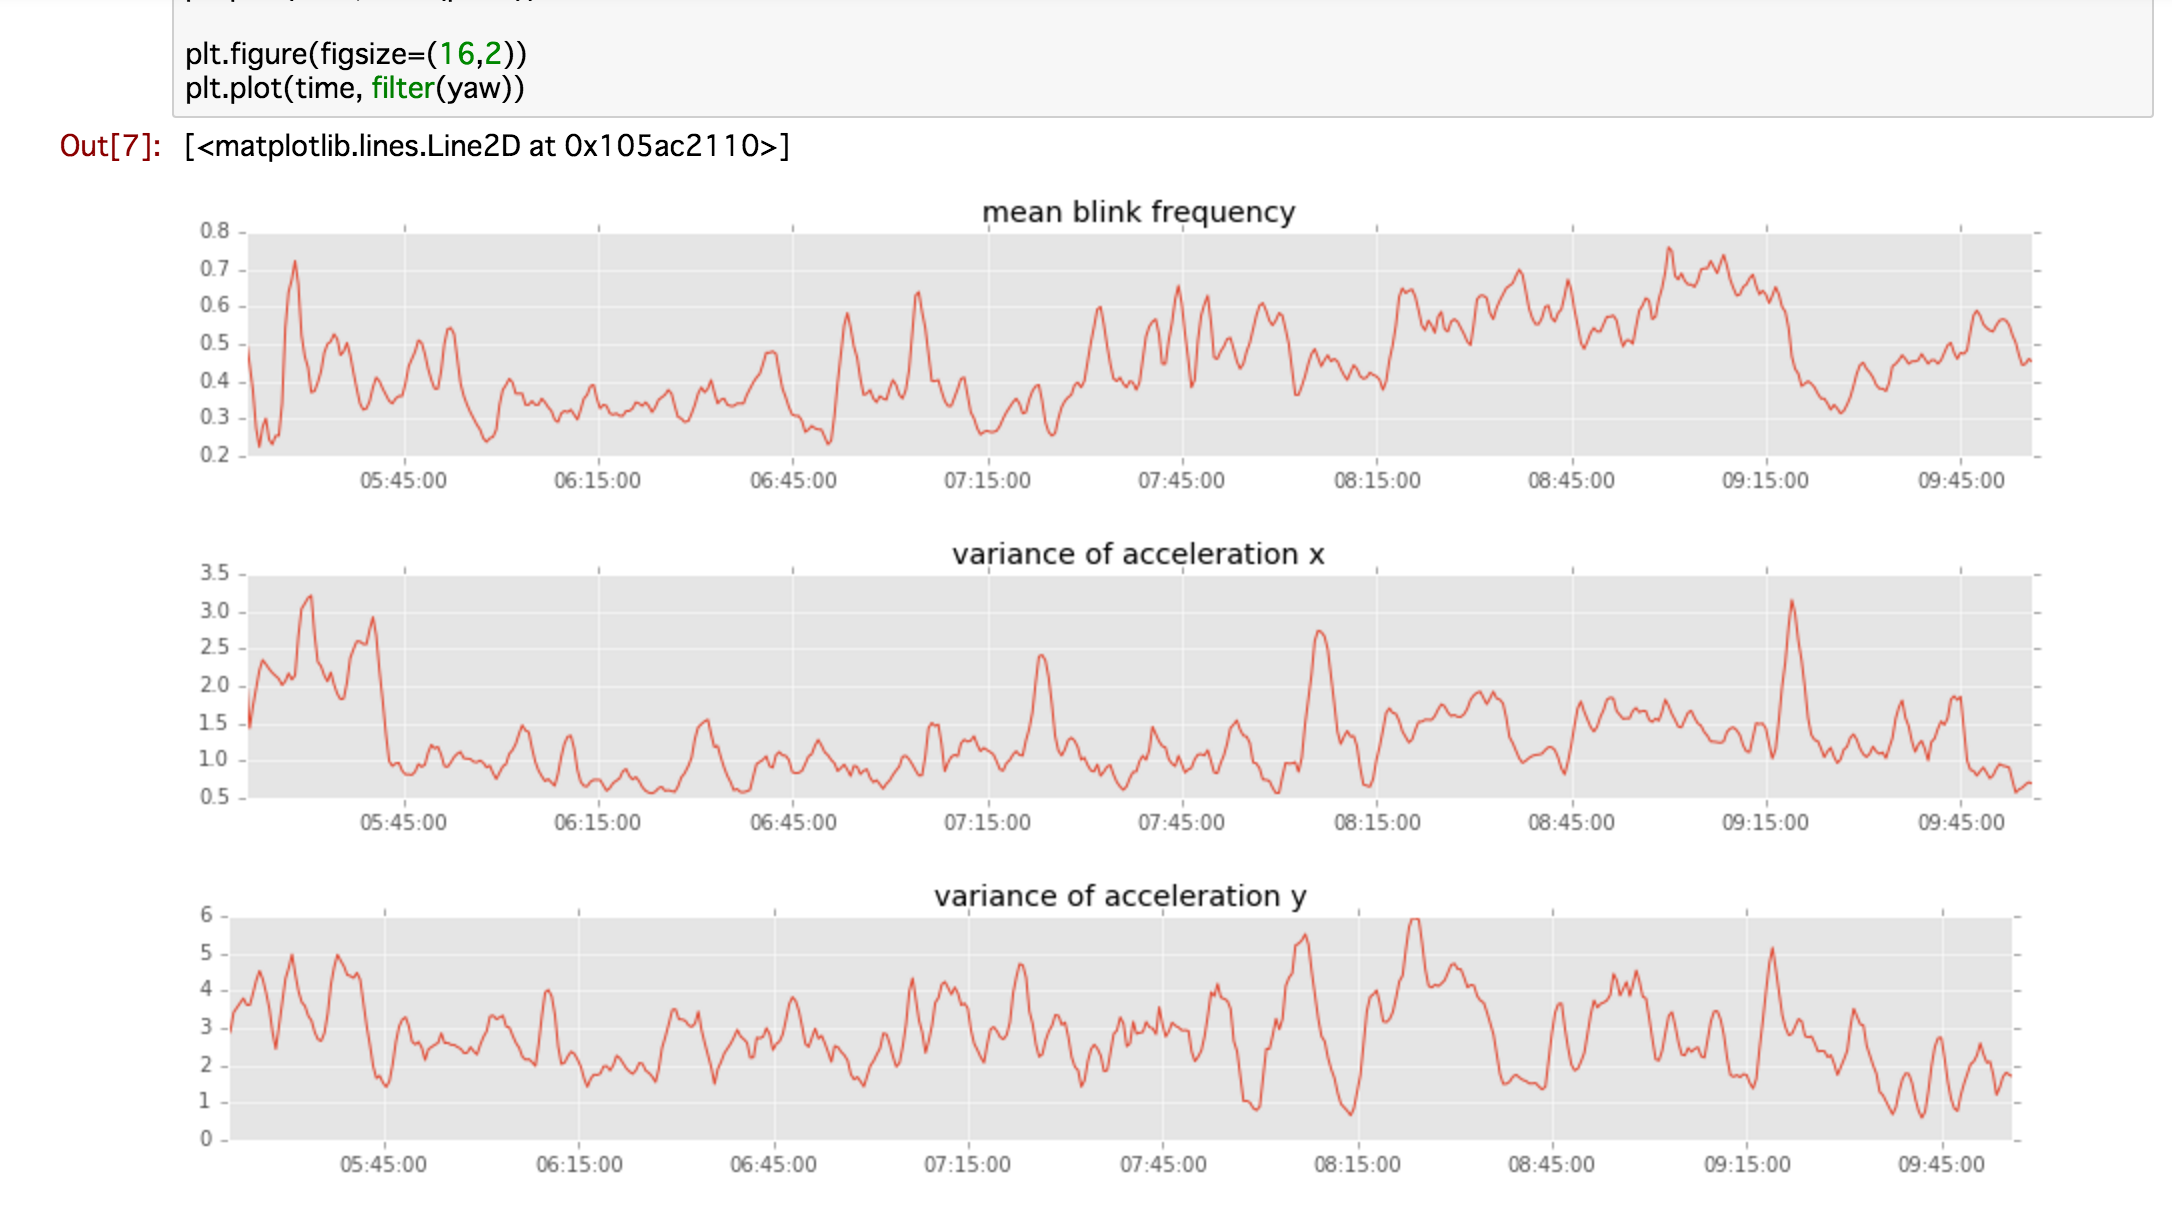 plt.figure(figsize=(16,2))
plt.plot(time, filter(yaw))
Out[7]: [<matplotlib.lines.Line2D at 0x105ac2110>]
mean blink frequency
0.8
0.7
0.6
0.5
0.4
0.3
0.2
05:45:00 06:15:00 06:45:00 07:15:00 07:45:00 08:15:00 08:45:00 09:15:00 09:45:00
variance of acceleration x
3.5
3.0
2.5
2.0
1.5
1.0
0.5
05:45:00 06:15:00 06:45:00 07:15:00 07:45:00 08:15:00 08:45:00 09:15:00 09:45:00
variance of acceleration y
6
5
4
3
2
1
0
05:45:00 06:15:00 06:45:00 07:15:00 07:45:00 08:15:00 08:45:00 09:15:00 09:45:00